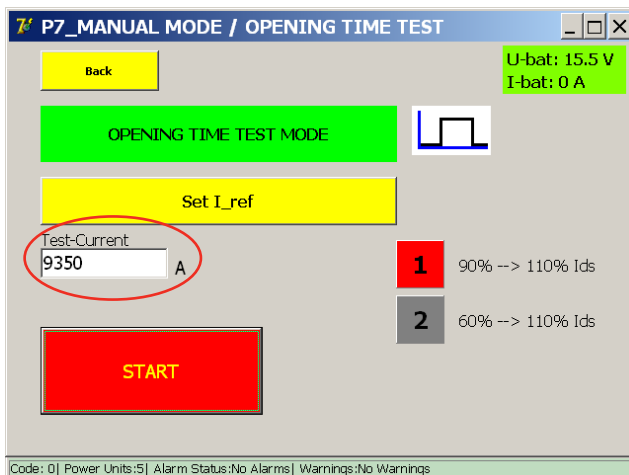 P7_MANUAL MODE / OPENING TIME TEST
Back
U-bat: 15.5 V
I-bat: 0 A
OPENING TIME TEST MODE
Set I_ref
Test-Current
9350 A
1 90% --> 110% Ids
2 60% --> 110% Ids
START
Code: 0| Power Units:5| Alarm Status:No Alarms| Warnings:No Warnings